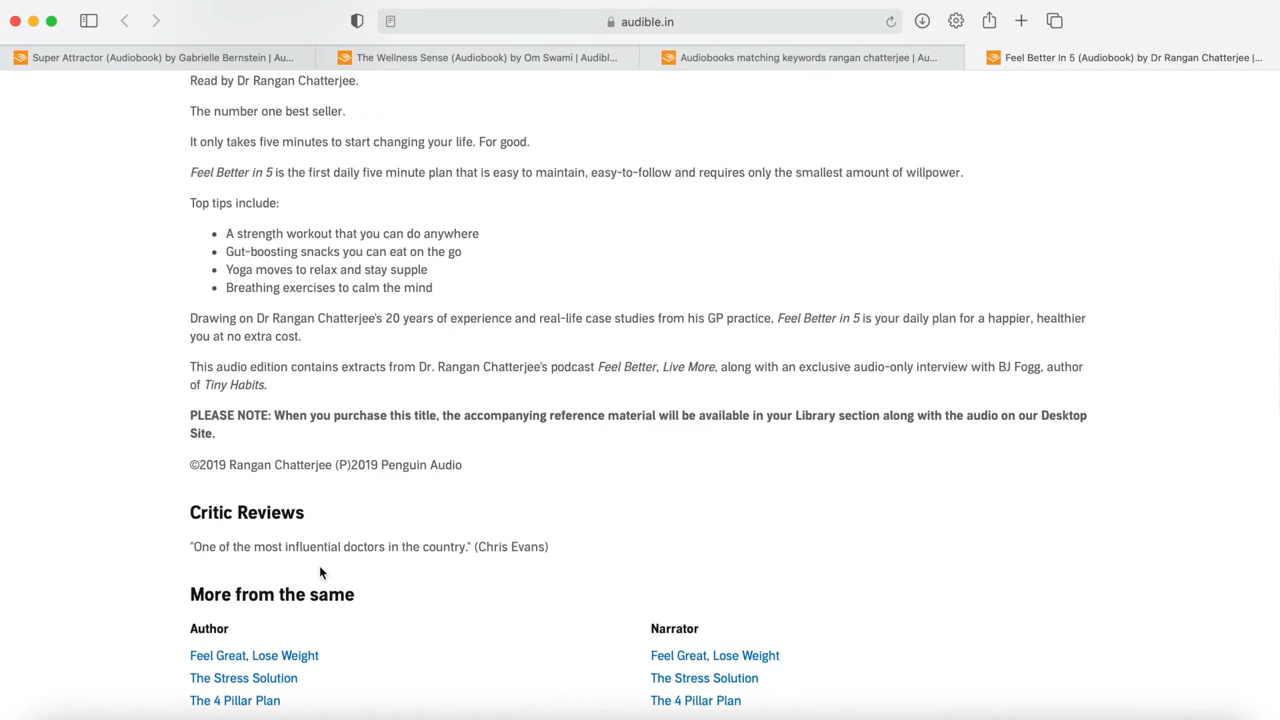 audible.in
Super Attractor (Audiobook) by Gabrielle Bernstein | Au...
The Wellness Sense (Audiobook) by Om Swami | Audibl...
Audiobooks matching keywords rangan chatterjee | Au...
Feel Better In 5 (Audiobook) by Dr Rangan Chatterjee |...
Read by Dr Rangan Chatterjee.
The number one best seller.
It only takes five minutes to start changing your life. For good.
Feel Better in 5 is the first daily five minute plan that is easy to maintain, easy-to-follow and requires only the smallest amount of willpower.
Top tips include:
• A strength workout that you can do anywhere
• Gut-boosting snacks you can eat on the go
• Yoga moves to relax and stay supple
• Breathing exercises to calm the mind
Drawing on Dr Rangan Chatterjee's 20 years of experience and real-life case studies from his GP practice, Feel Better in 5 is your daily plan for a happier, healthier
you at no extra cost.
This audio edition contains extracts from Dr. Rangan Chatterjee's podcast Feel Better, Live More, along with an exclusive audio-only interview with BJ Fogg, author
of Tiny Habits.
PLEASE NOTE: When you purchase this title, the accompanying reference material will be available in your Library section along with the audio on our Desktop
Site.
©2019 Rangan Chatterjee (P)2019 Penguin Audio
Critic Reviews
"One of the most influential doctors in the country." (Chris Evans)
More from the same
Author
Feel Great, Lose Weight
The Stress Solution
The 4 Pillar Plan
Narrator
Feel Great, Lose Weight
The Stress Solution
The 4 Pillar Plan